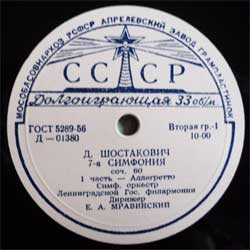 МОСОБЛСОВНАРХОЗ РСФСР АПРЕЛЕВСКИЙ ЗАВОД ГРАМПЛАСТИНОК
СССР
Долгоиграющая 33 об/м
ГОСТ 5289-56
Д — 01380
Вторая гр.-1
10-00
Д. ШОСТАКОВИЧ
7-я СИМФОНИЯ
соч. 60
1 часть — Аллегретто
Симф. оркестр
Ленинградской Гос. филармонии
Дирижер
Е. А. МРАВИНСКИЙ